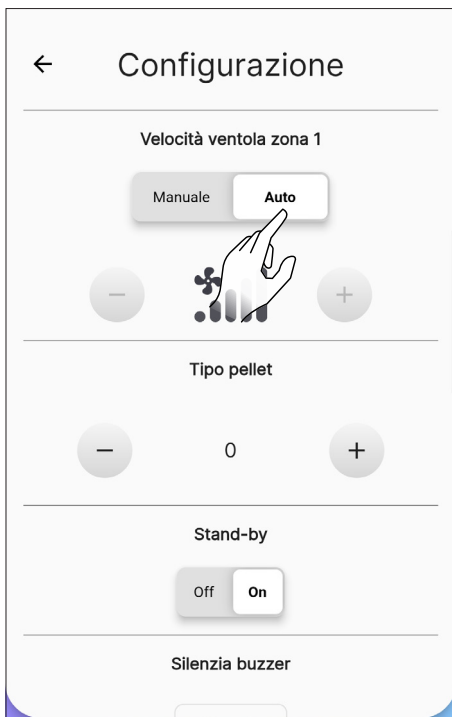 Configurazione
Velocità ventola zona 1
Manuale Auto
Tipo pellet
0
Stand-by
Off On
Silenzia buzzer